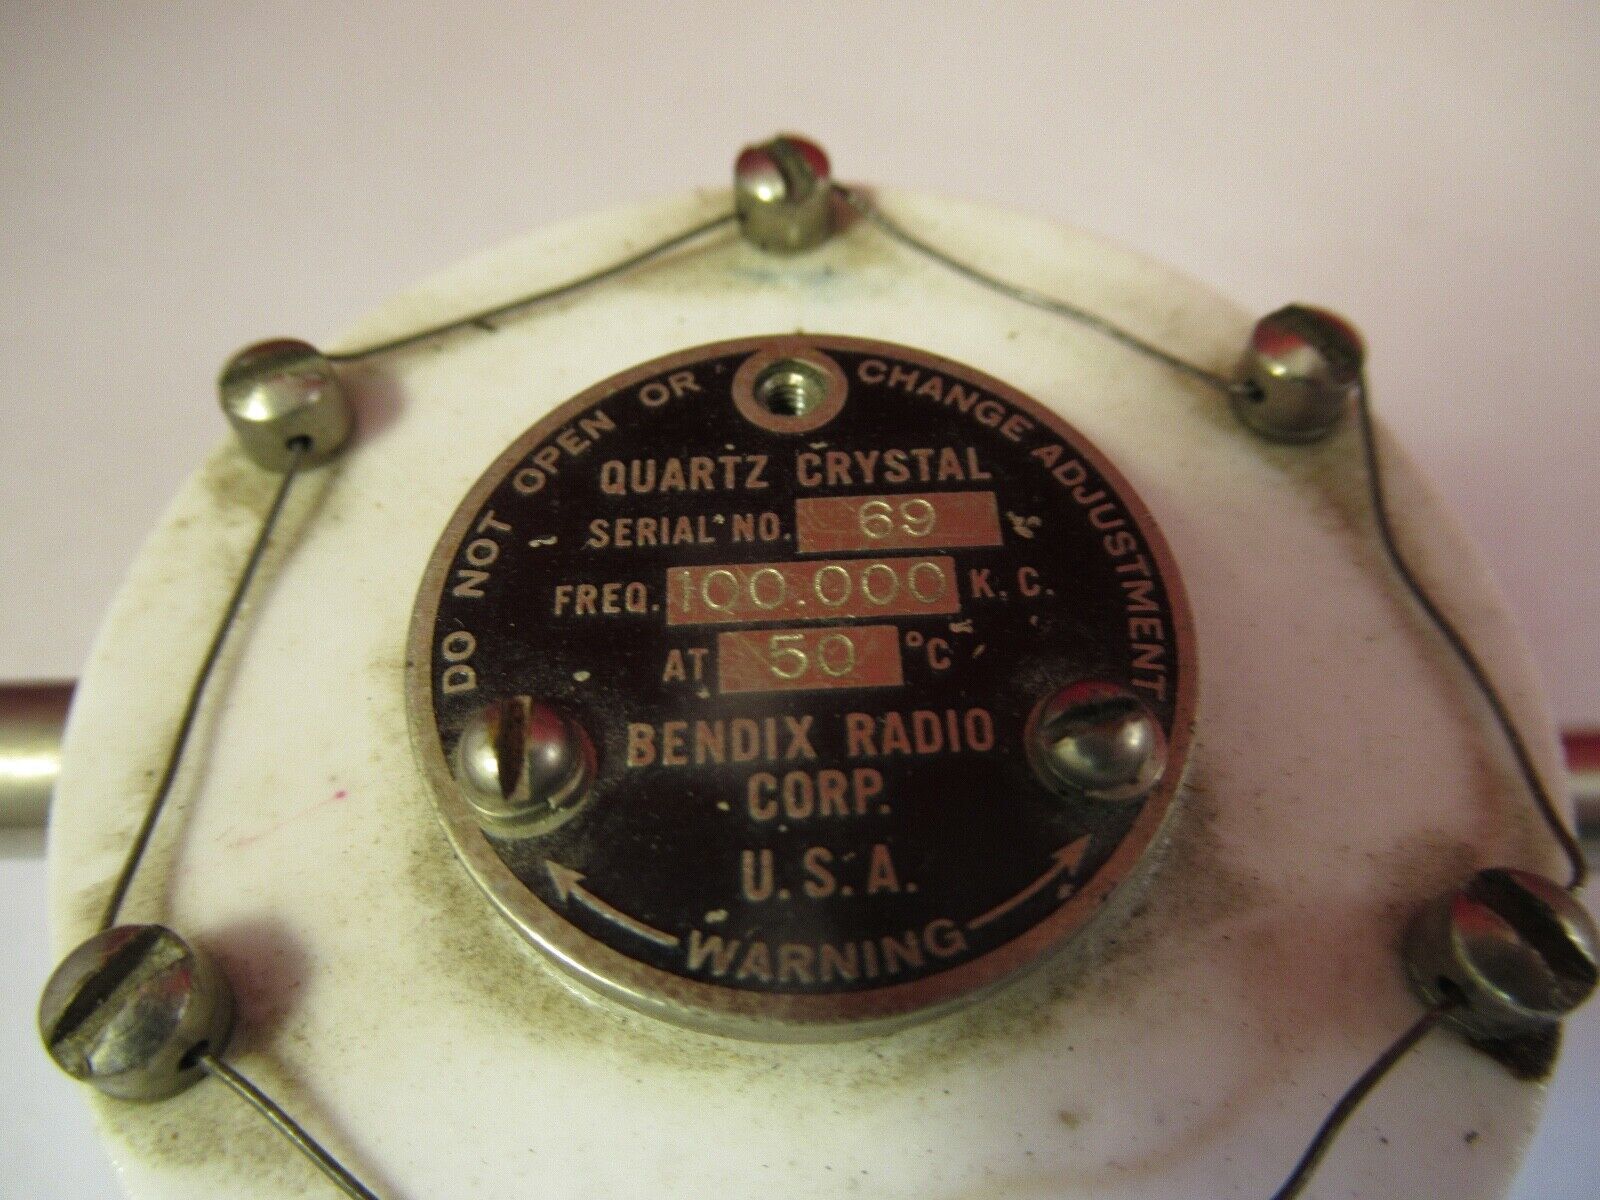 DO NOT OPEN OR CHANGE ADJUSTMENT
QUARTZ CRYSTAL
SERIAL NO. 69
FREQ. 100.000 K.C.
AT 50 °C
BENDIX RADIO
CORP.
U.S.A.
WARNING